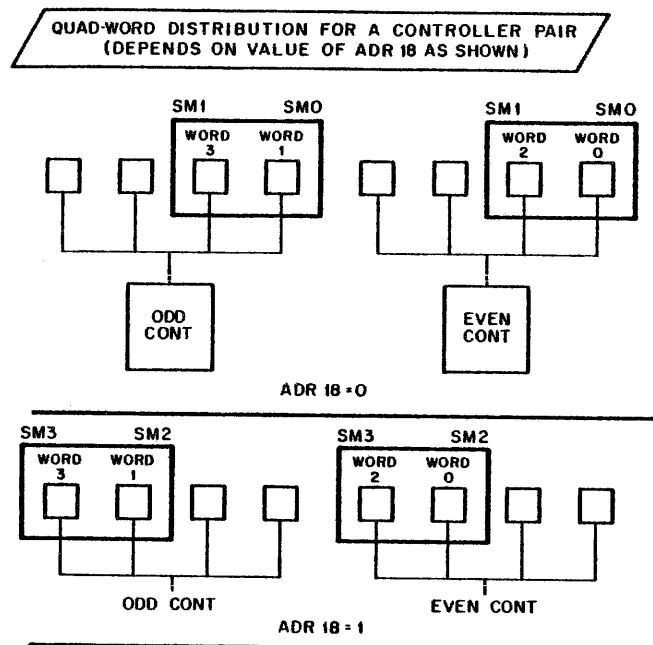 QUAD-WORD DISTRIBUTION FOR A CONTROLLER PAIR
(DEPENDS ON VALUE OF ADR 18 AS SHOWN)
SM1 SM0 SM1 SM0
WORD WORD WORD WORD
3 1 2 0
ODD EVEN
CONT CONT
ADR 18=0
SM3 SM2 SM3 SM2
WORD WORD WORD WORD
3 1 2 0
ODD CONT EVEN CONT
ADR 18=1